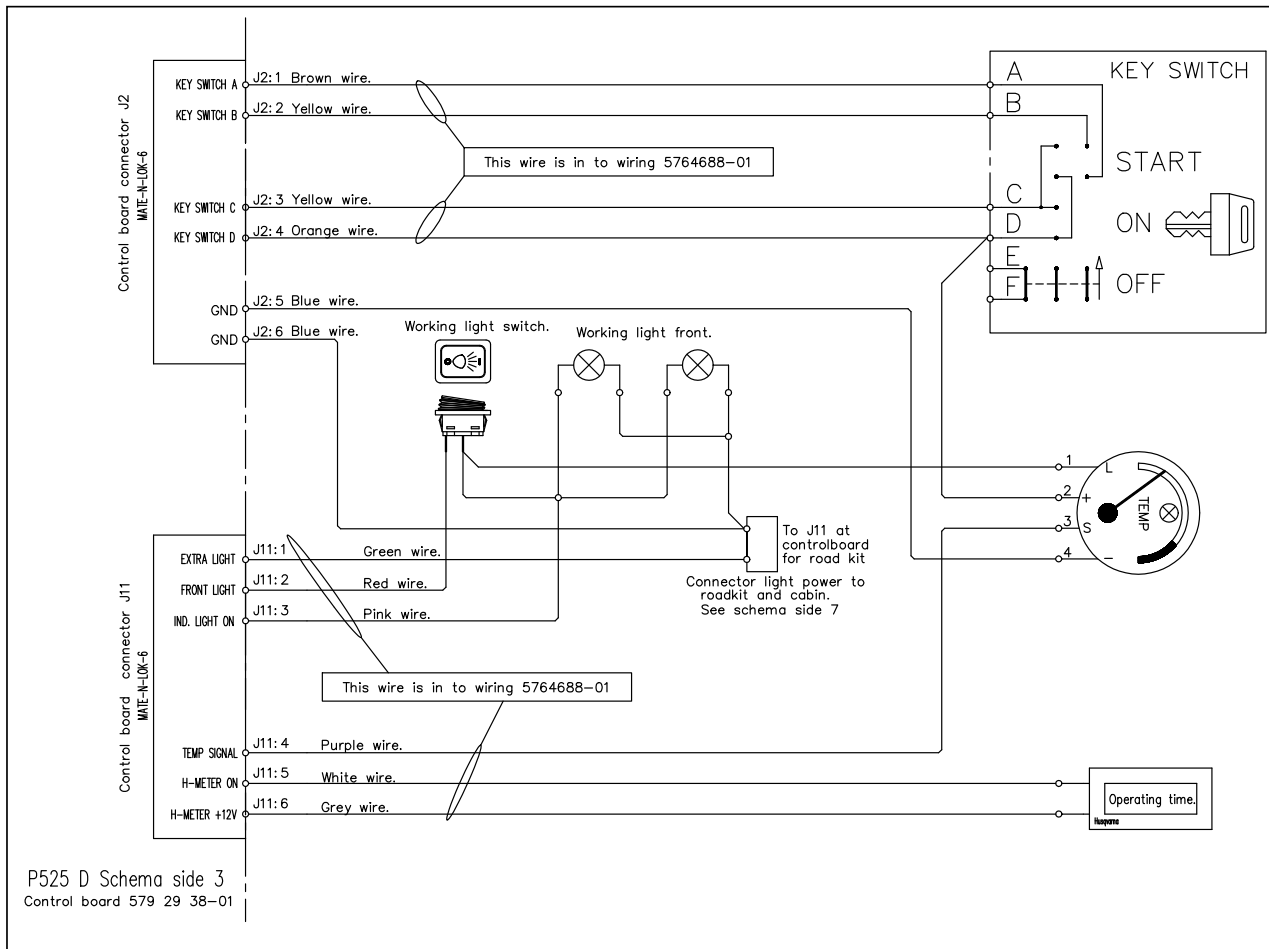 Control board connector J2
MATE-N-LOK-6
KEY SWITCH A
J2:1 Brown wire.
KEY SWITCH B
J2:2 Yellow wire.
This wire is in to wiring 5764688-01
KEY SWITCH C
J2:3 Yellow wire.
KEY SWITCH D
J2:4 Orange wire.
GND
J2:5 Blue wire.
GND
J2:6 Blue wire.
KEY SWITCH
A
B
C
D
E
F
START
ON
OFF
Working light switch.
Working light front.
1
2
3
4
L
+
S
−
TEMP
To J11 at
controlboard
for road kit
Connector light power to
roadkit and cabin.
See schema side 7
Control board connector J11
MATE-N-LOK-6
EXTRA LIGHT
J11:1
Green wire.
FRONT LIGHT
J11:2
Red wire.
IND. LIGHT ON
J11:3
Pink wire.
This wire is in to wiring 5764688-01
TEMP SIGNAL
J11:4
Purple wire.
H-METER ON
J11:5
White wire.
H-METER +12V
J11:6
Grey wire.
Operating time.
Husqvarna
P525 D Schema side 3
Control board 579 29 38-01